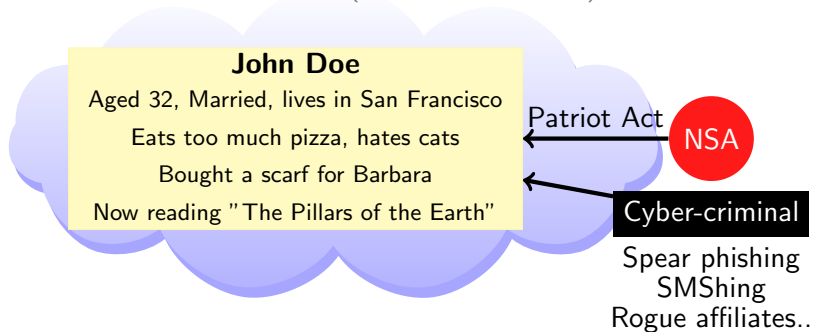 John Doe
Aged 32, Married, lives in San Francisco
Eats too much pizza, hates cats
Bought a scarf for Barbara
Now reading "The Pillars of the Earth"
Patriot Act
NSA
Cyber-criminal
Spear phishing
SMShing
Rogue affiliates..